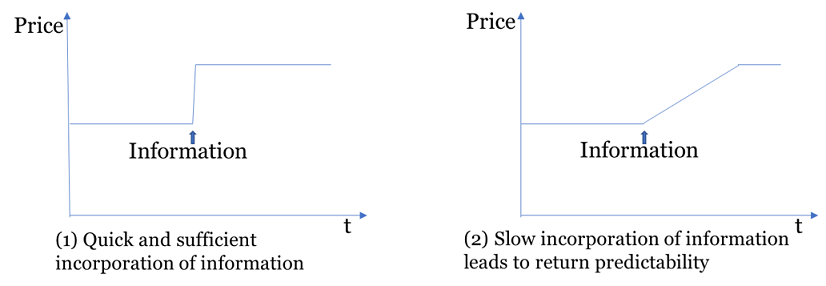 Price
Information
t
(1) Quick and sufficient
incorporation of information
Price
Information
t
(2) Slow incorporation of information
leads to return predictability